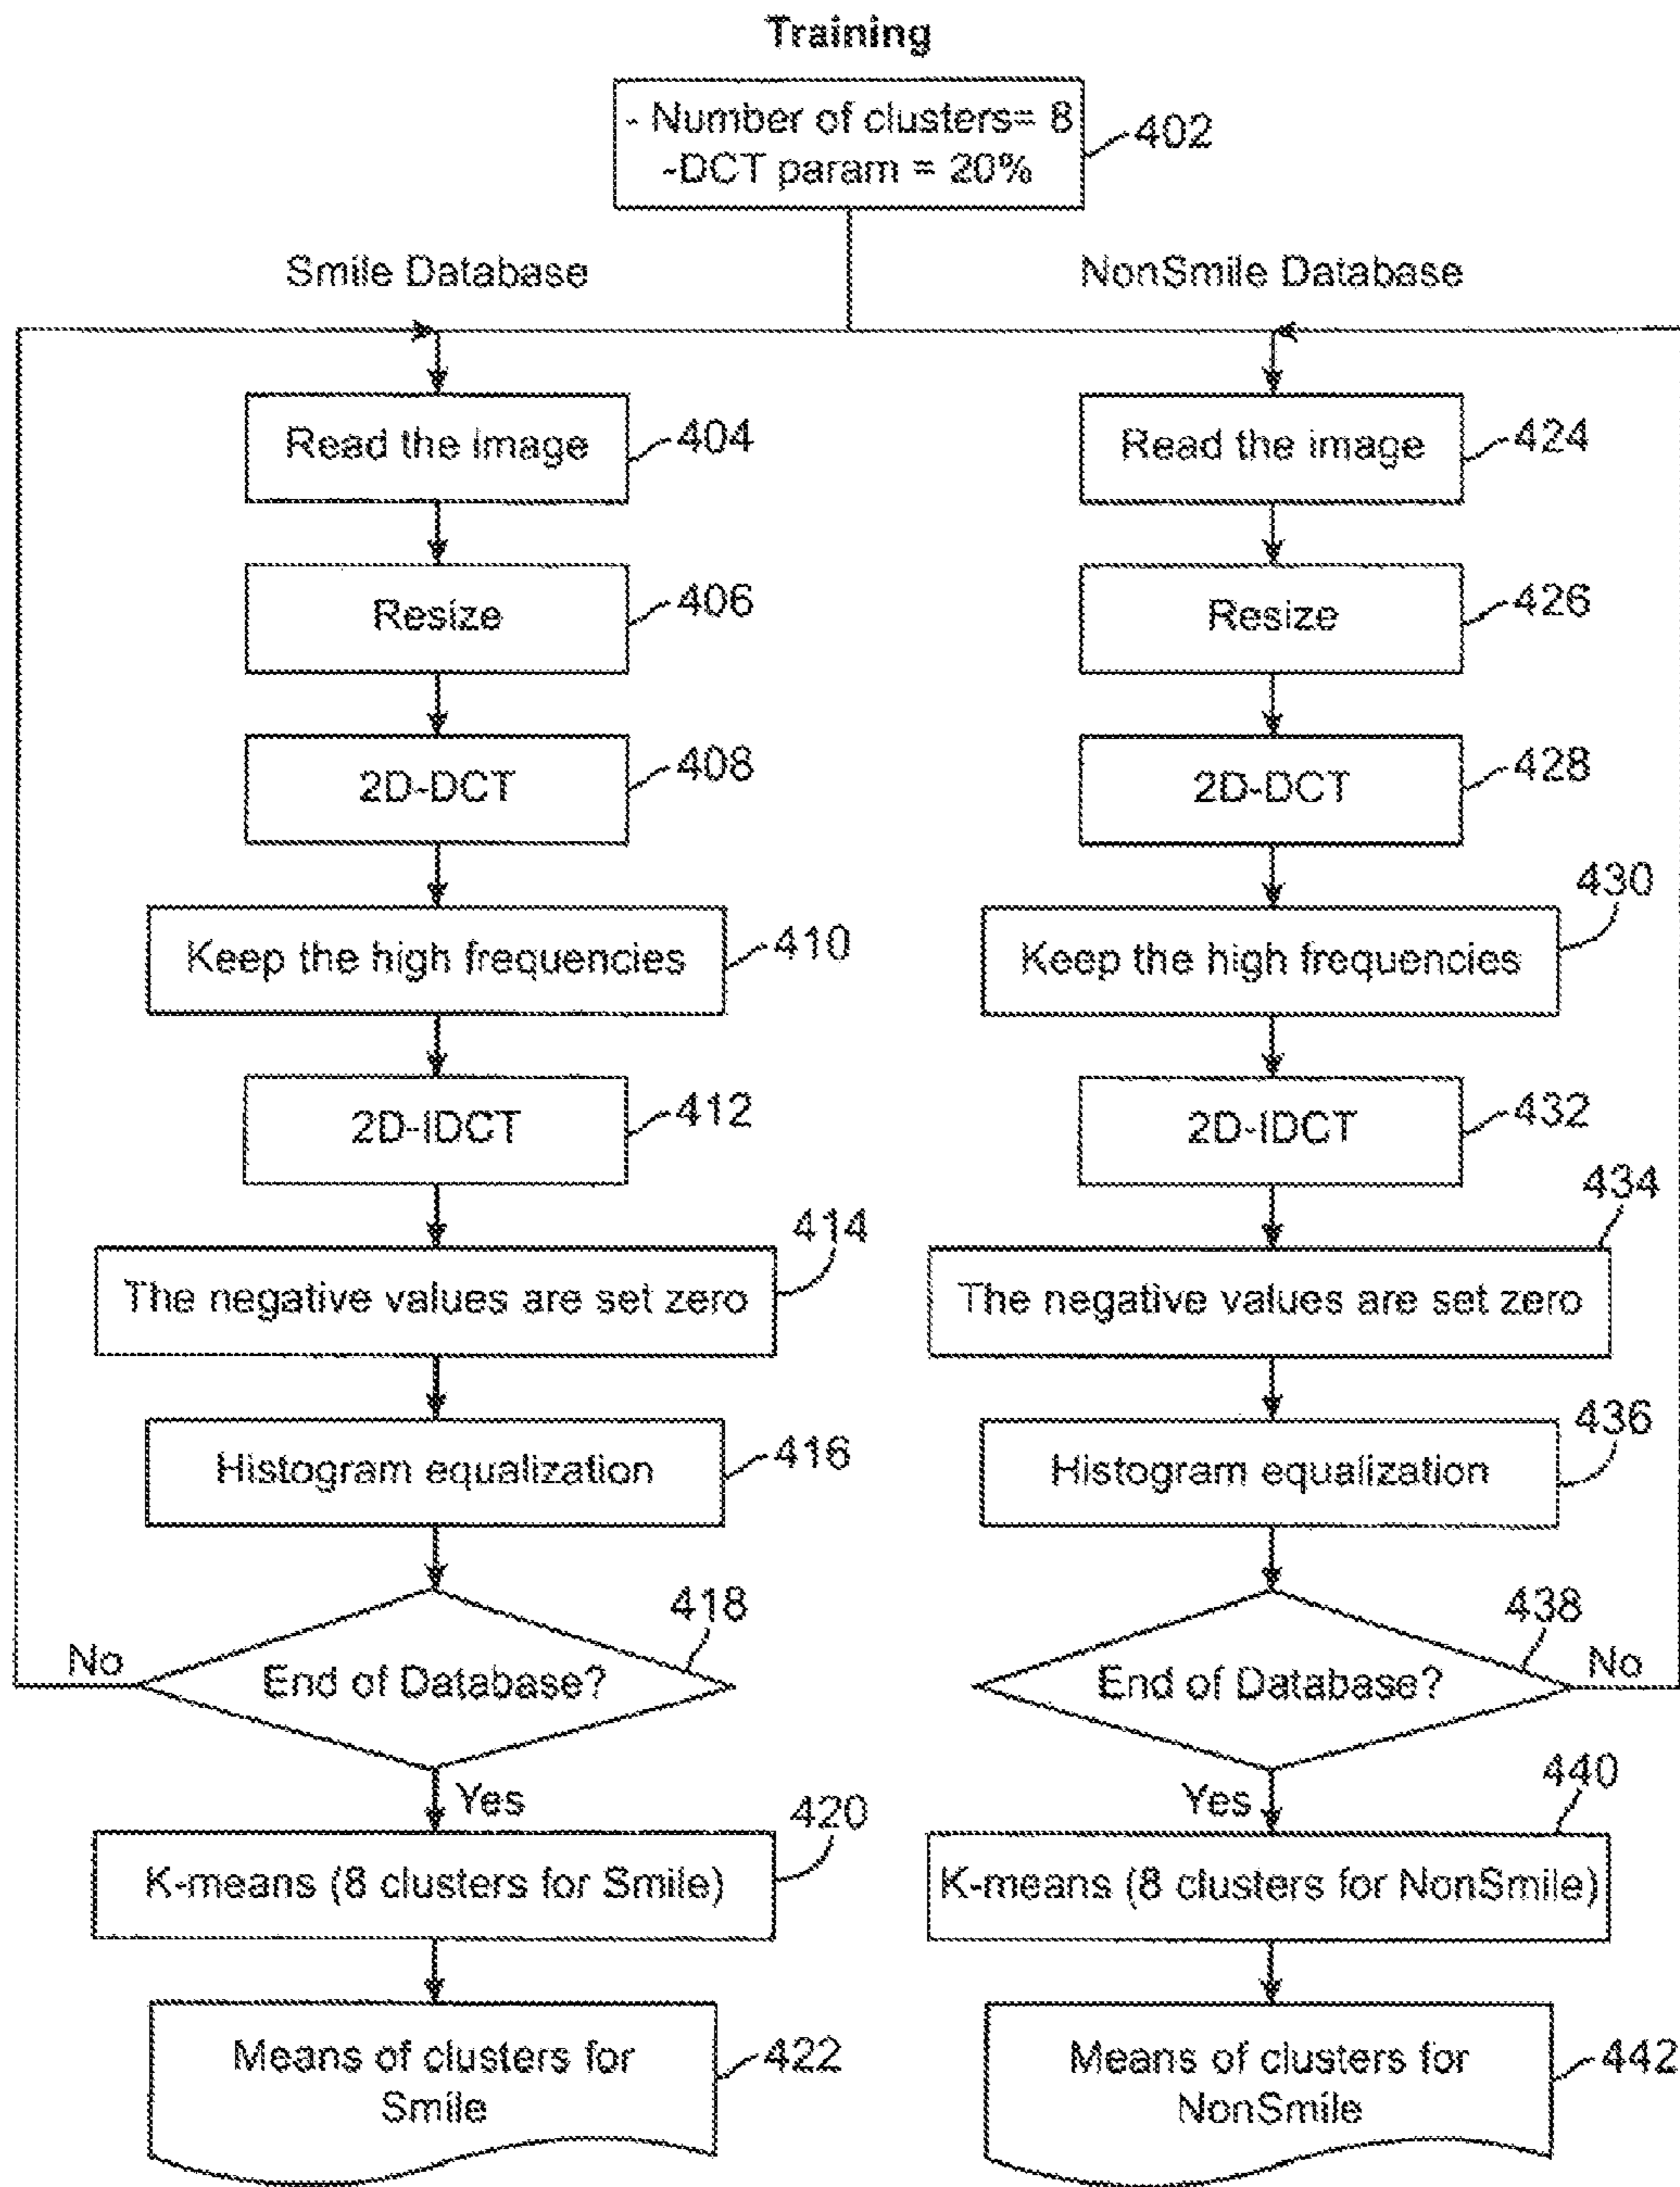 Training
- Number of clusters= 8
-DCT param = 20%
402
Smile Database
NonSmile Database
Read the image
404
Read the image
424
Resize
406
Resize
426
2D-DCT
408
2D-DCT
428
Keep the high frequencies
410
Keep the high frequencies
430
2D-IDCT
412
2D-IDCT
432
The negative values are set zero
414
The negative values are set zero
434
Histogram equalization
416
Histogram equalization
436
No
End of Database?
418
End of Database?
438
No
Yes
Yes
K-means (8 clusters for Smile)
420
K-means (8 clusters for NonSmile)
440
Means of clusters for
Smile
422
Means of clusters for
NonSmile
442